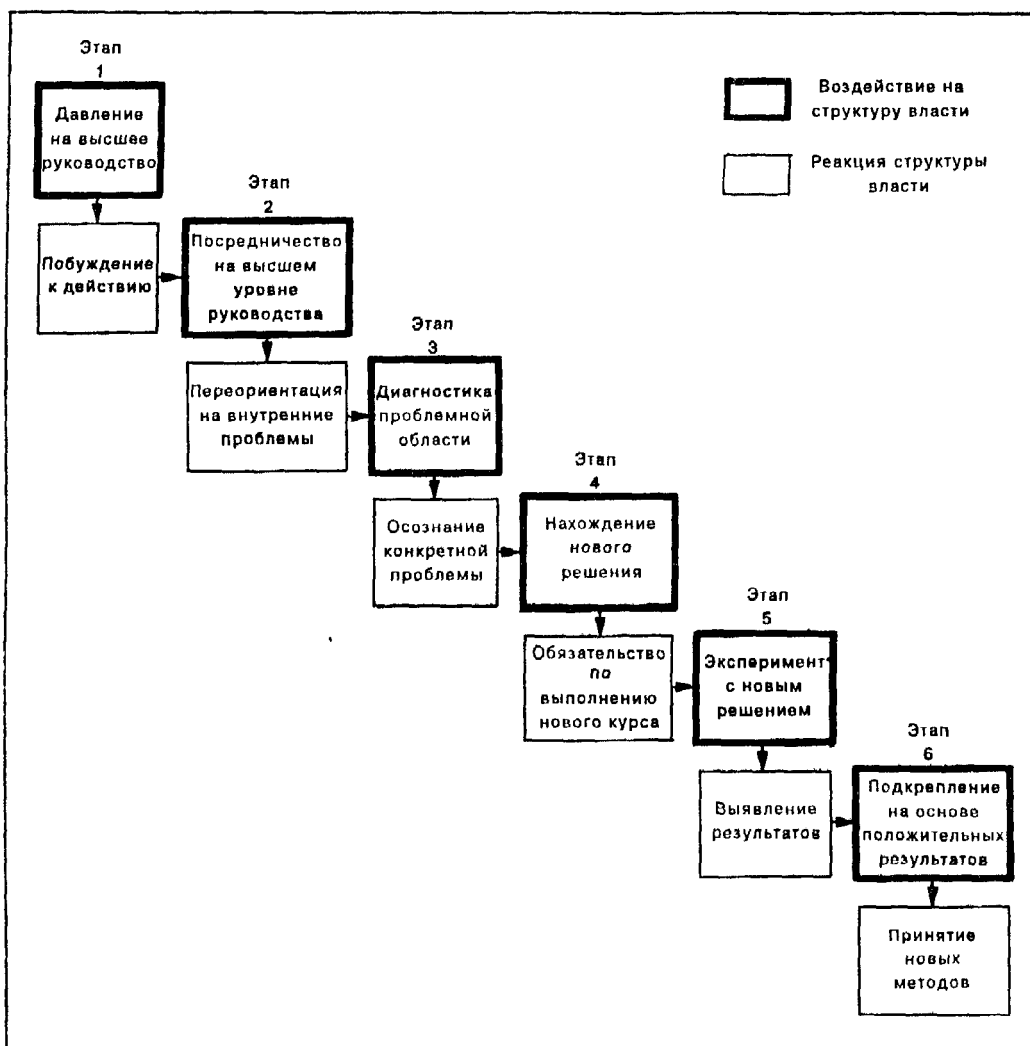 Этап
1
Давление
на высшее
руководство
Воздействие на
структуру власти
Реакция структуры
власти
Побуждение
к действию
Этап
2
Посредничество
на высшем
уровне
руководства
Переориентация
на внутренние
проблемы
Этап
3
Диагностика
проблемной
области
Осознание
конкретной
проблемы
Этап
4
Нахождение
нового
решения
Обязательство
по
выполнению
нового курса
Этап
5
Эксперимент
с новым
решением
Выявление
результатов
Этап
6
Подкрепление
на основе
положительных
результатов
Принятие
новых
методов